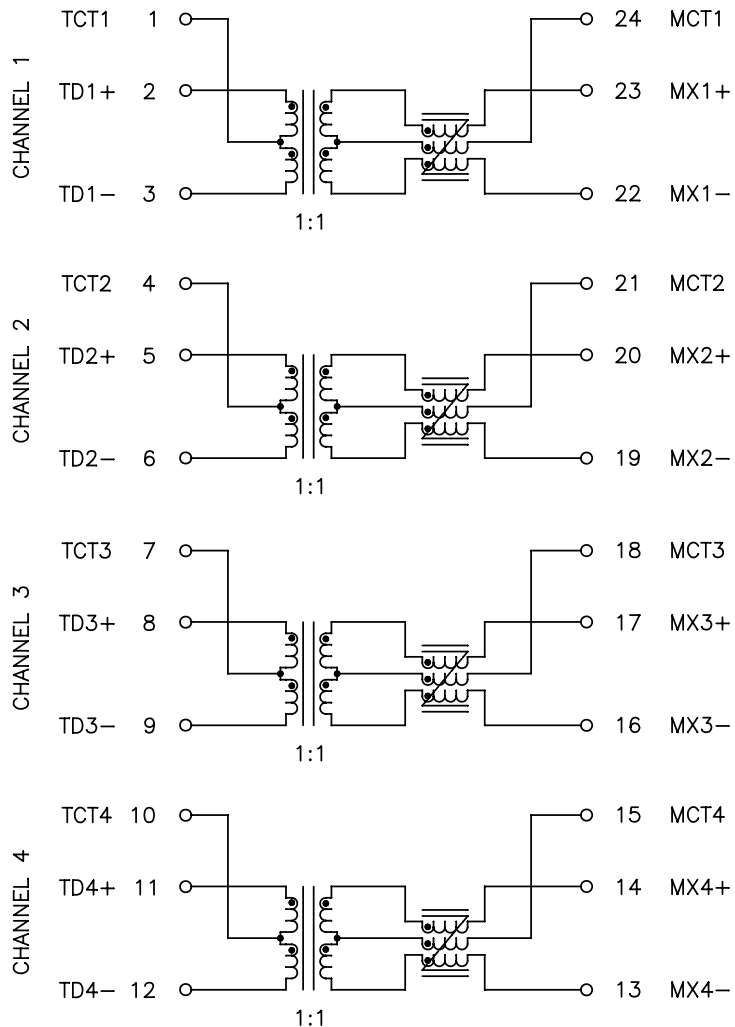 CHANNEL 1
TCT1 1 24 MCT1
TD1+ 2 23 MX1+
TD1− 3 22 MX1−
1:1
CHANNEL 2
TCT2 4 21 MCT2
TD2+ 5 20 MX2+
TD2− 6 19 MX2−
1:1
CHANNEL 3
TCT3 7 18 MCT3
TD3+ 8 17 MX3+
TD3− 9 16 MX3−
1:1
CHANNEL 4
TCT4 10 15 MCT4
TD4+ 11 14 MX4+
TD4− 12 13 MX4−
1:1